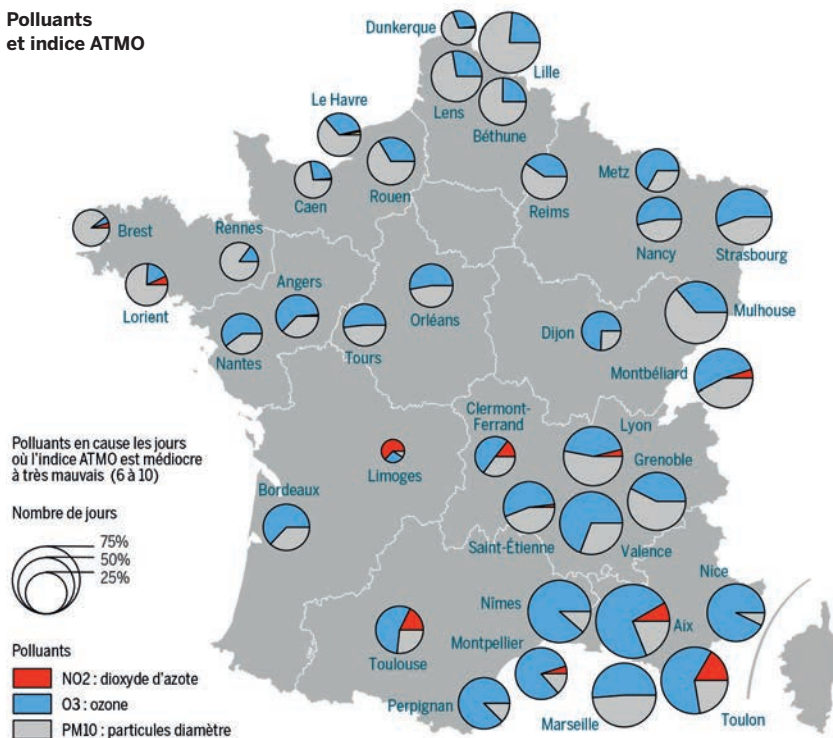 Polluants
et indice ATMO
Dunkerque
Lille
Lens
Béthune
Le Havre
Rouen
Caen
Reims
Metz
Nancy
Strasbourg
Brest
Rennes
Lorient
Angers
Nantes
Tours
Orléans
Dijon
Mulhouse
Montbéliard
Clermont-
Ferrand
Lyon
Grenoble
Limoges
Bordeaux
Saint-Étienne
Valence
Nîmes
Nice
Aix
Montpellier
Toulouse
Perpignan
Marseille
Toulon
Polluants en cause les jours
où l'indice ATMO est médiocre
à très mauvais (6 à 10)
Nombre de jours
75%
50%
25%
Polluants
NO2 : dioxyde d'azote
O3 : ozone
PM10 : particules diamètre